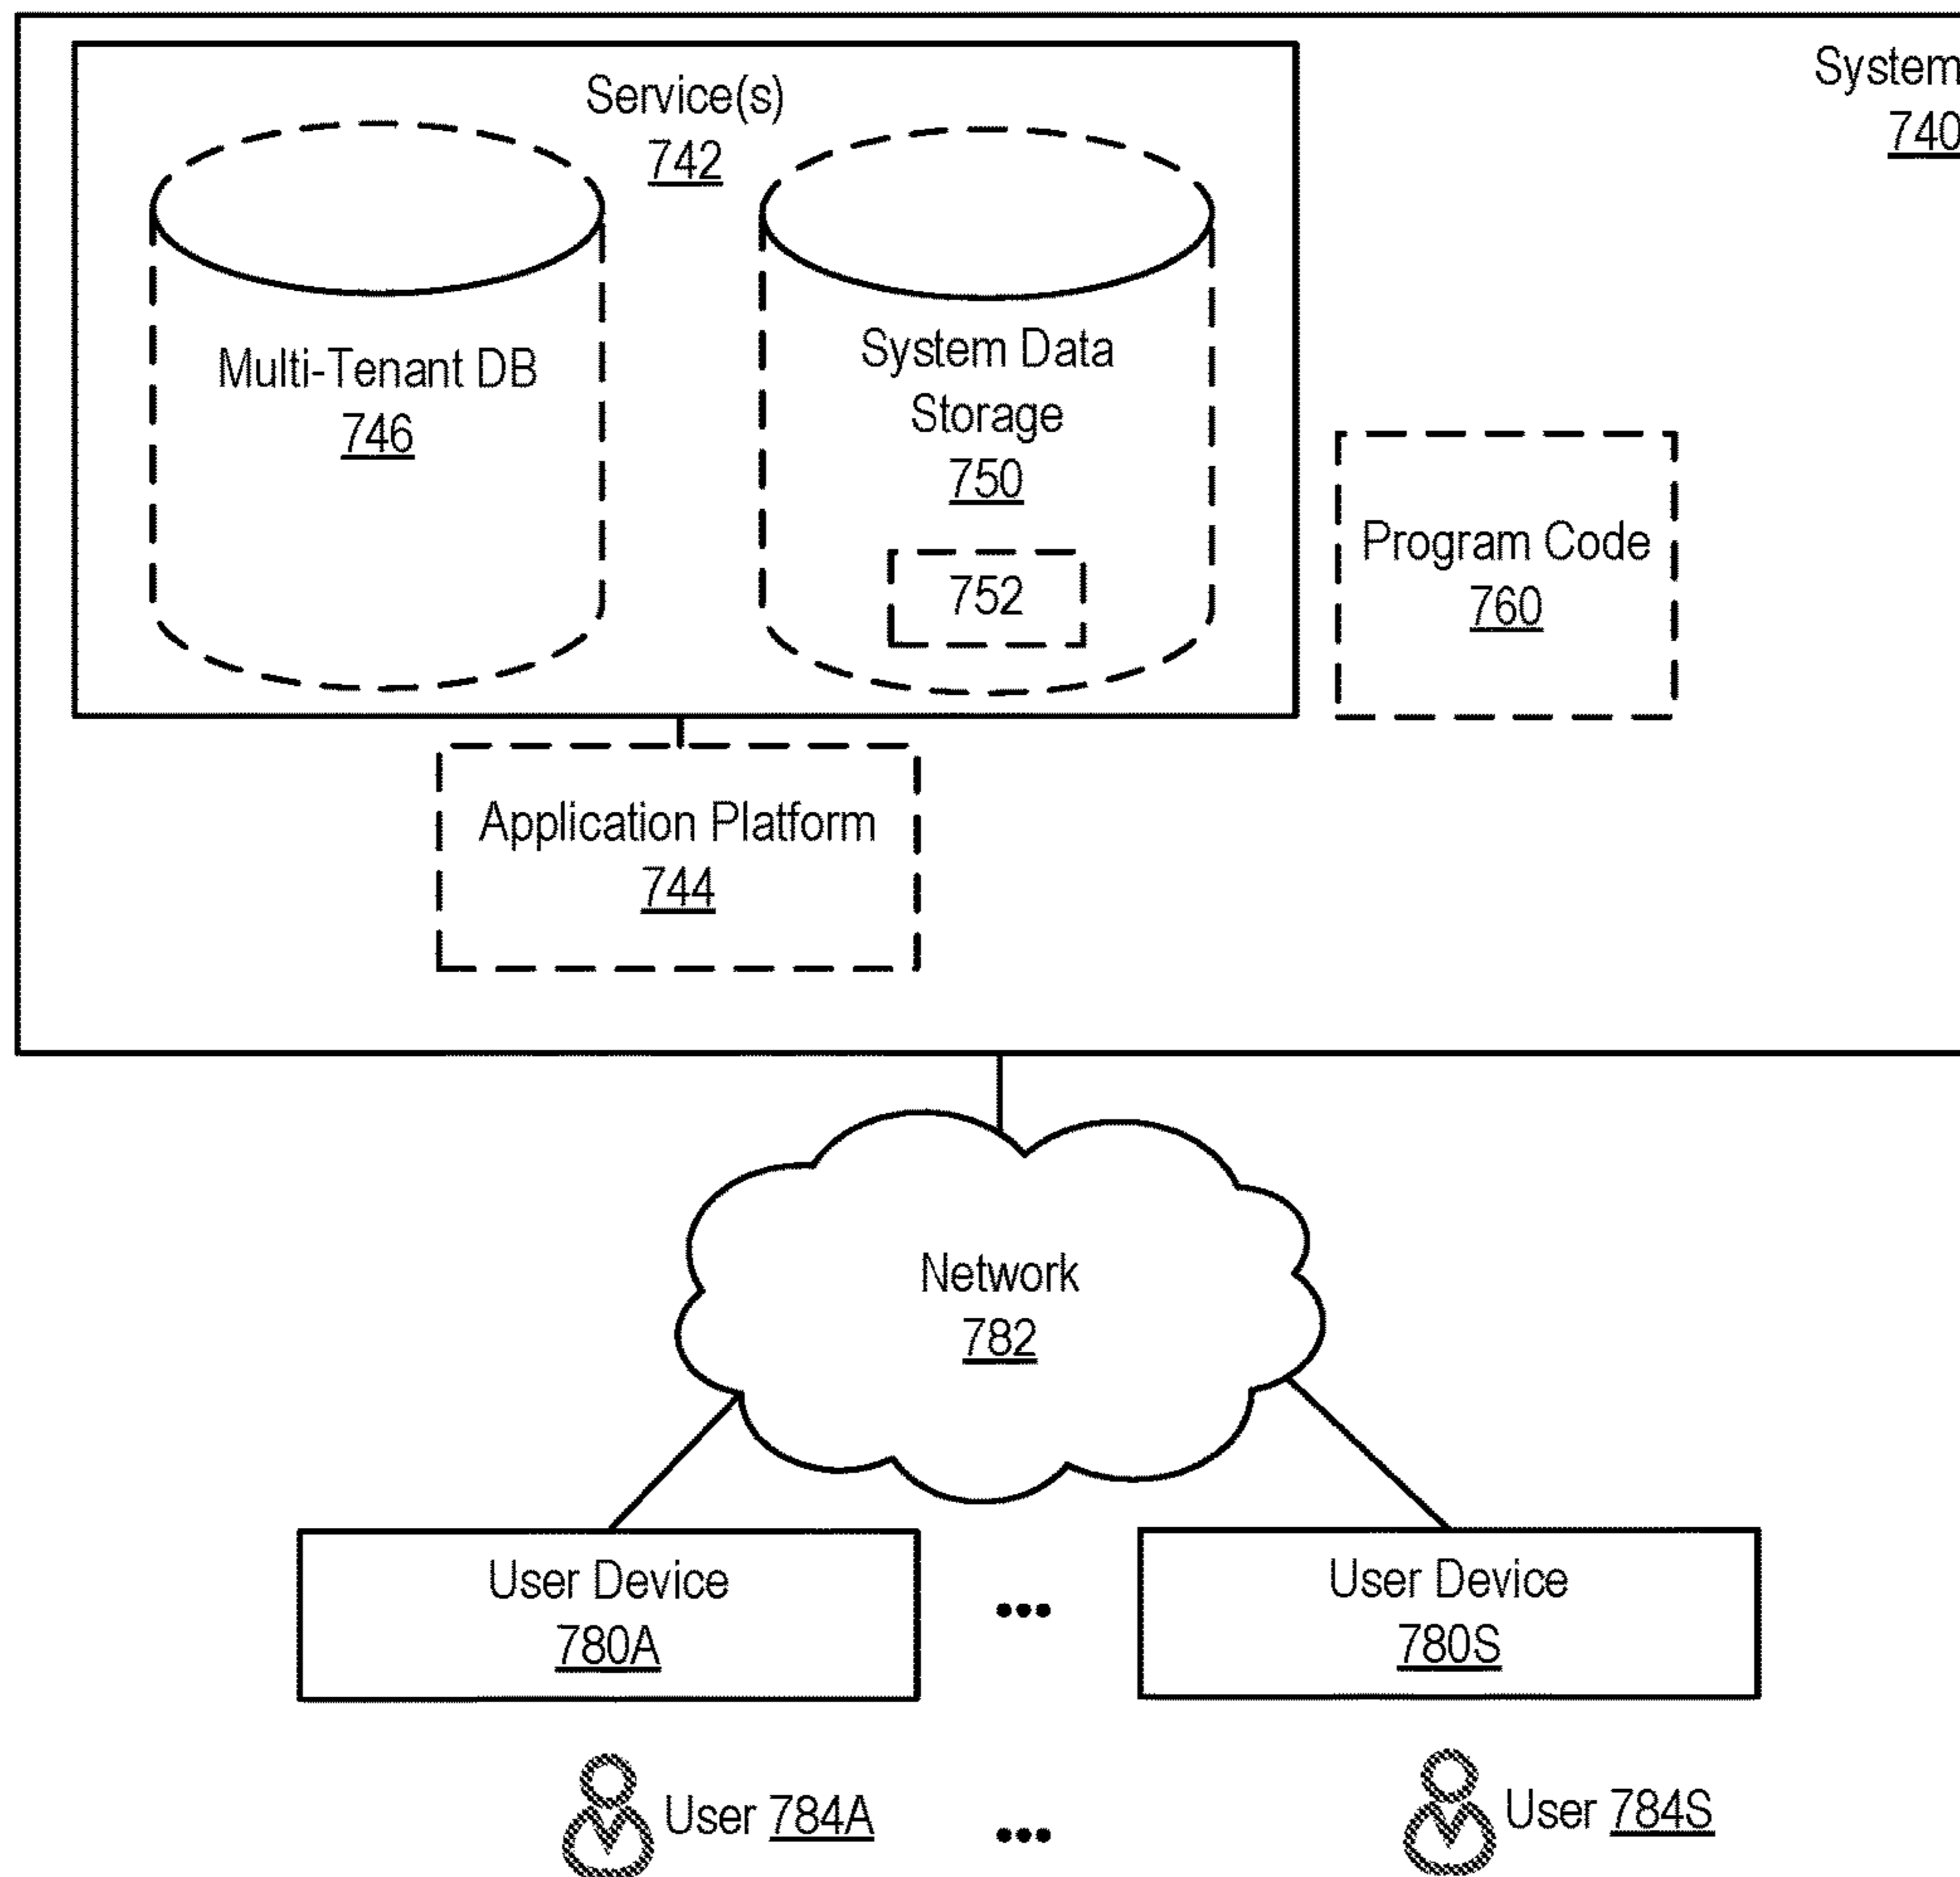 System
740
Service(s)
742
Multi-Tenant DB
746
System Data
Storage
750
752
Program Code
760
Application Platform
744
Network
782
User Device
780A
...
User Device
780S
User 784A
...
User 784S